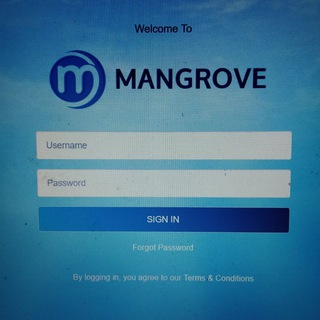 Welcome To
m MANGROVE
Username
Password
SIGN IN
Forgot Password
By logging in, you agree to our Terms & Conditions